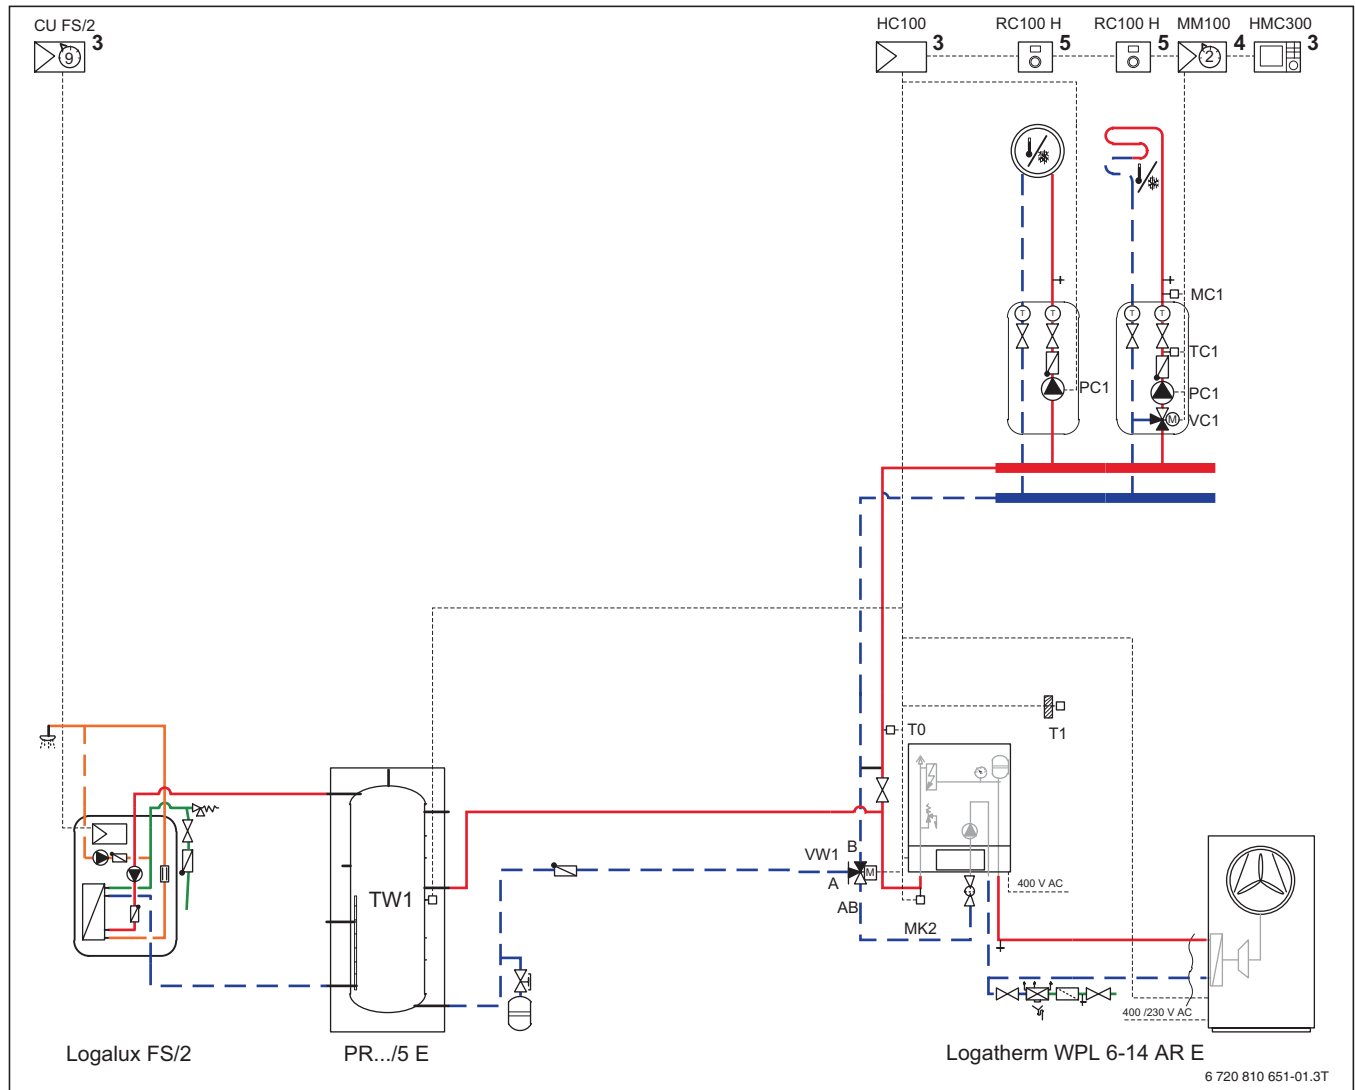 CU FS/2 HC100 RC100 H RC100 H MM100 HMC300
3 3 5 5 4 3
9 2
T T T T
MC1
TC1
PC1 PC1
M VC1
T0 T1
B
VW1 M
A
AB
400 V AC
TW1
MK2
400 /230 V AC
Logalux FS/2 PR.../5 E Logatherm WPL 6-14 AR E
6 720 810 651-01.3T